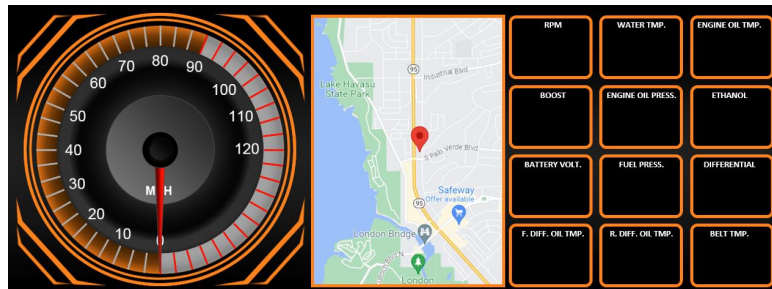 80
70
90
60
100
50
110
40
120
30
MPH
20
10
0
95
Industrial Blvd
Lake Havasu
State Park
S Palo Verde Blvd
Safeway
Offer available
95
London Bridge
Blvd N
London
RPM
WATER TMP.
ENGINE OIL TMP.
BOOST
ENGINE OIL PRESS.
ETHANOL
BATTERY VOLT.
FUEL PRESS.
DIFFERENTIAL
F. DIFF. OIL TMP.
R. DIFF. OIL TMP.
BELT TMP.